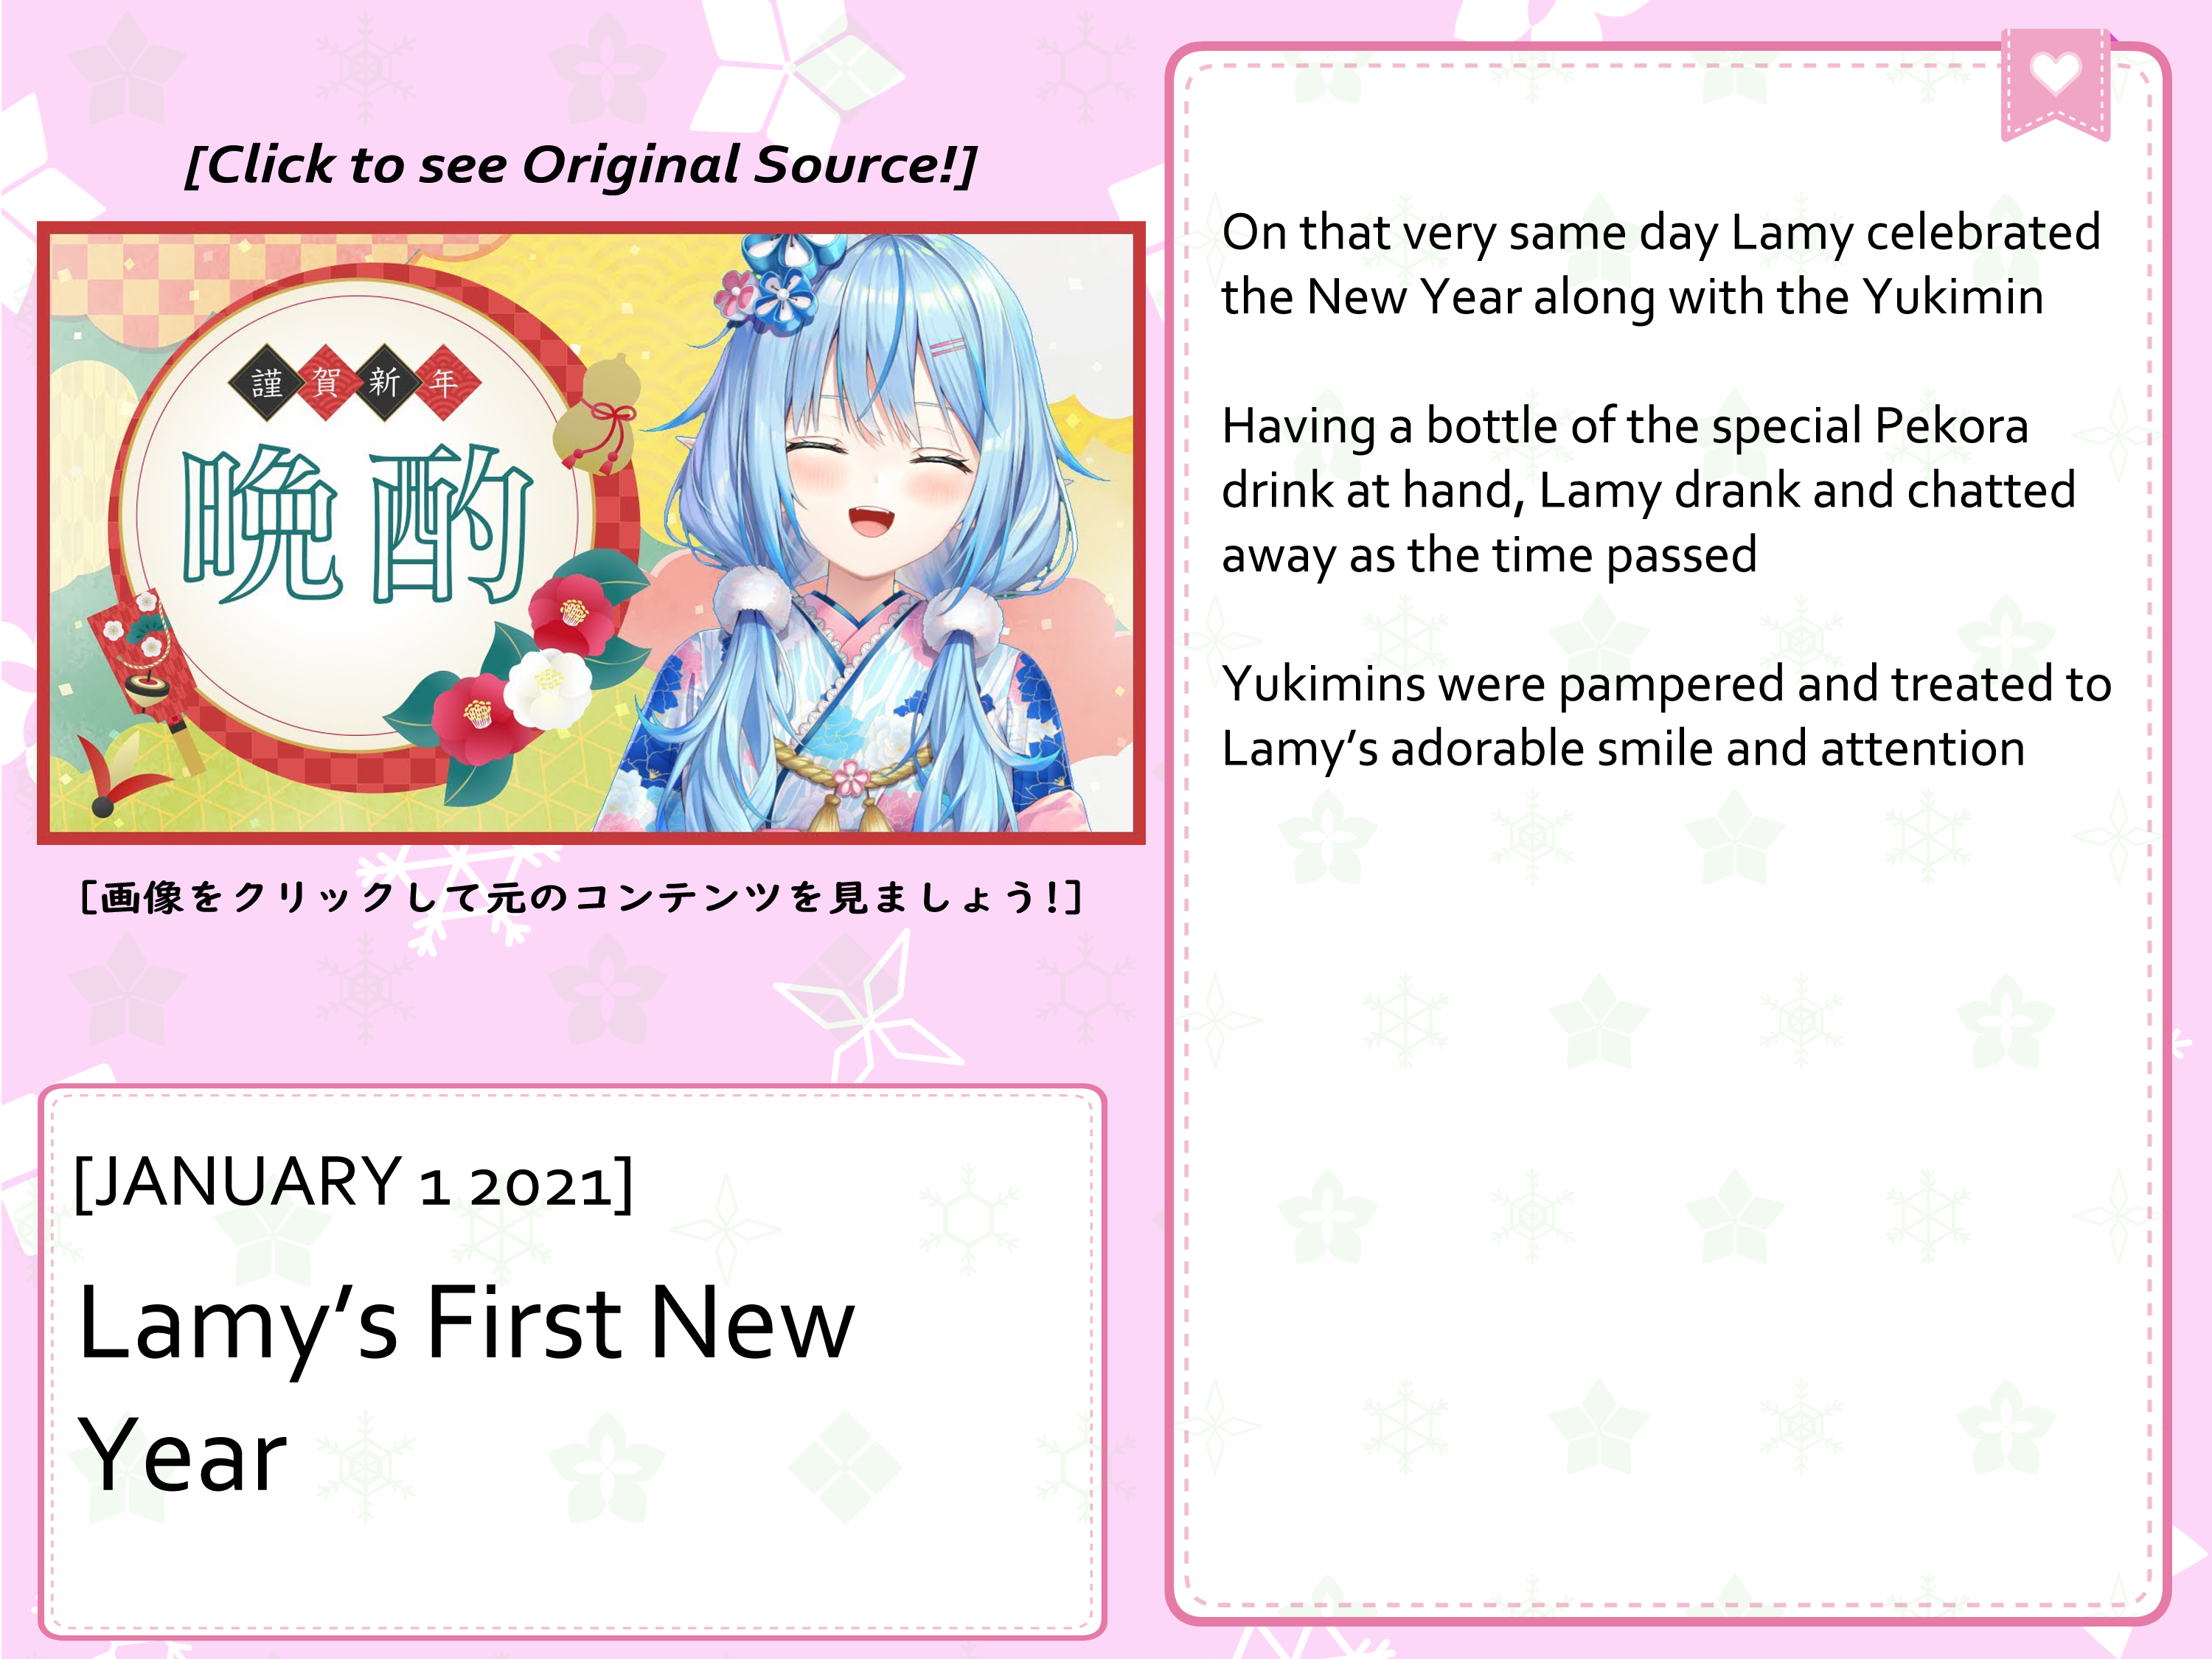 [Click to see Original Source!]
謹賀新年
晩酌
[画像をクリックして元のコンテンツを見ましょう!]
[JANUARY 1 2021]
Lamy's First New
Year
On that very same day Lamy celebrated
the New Year along with the Yukimin
Having a bottle of the special Pekora
drink at hand, Lamy drank and chatted
away as the time passed
Yukimins were pampered and treated to
Lamy's adorable smile and attention